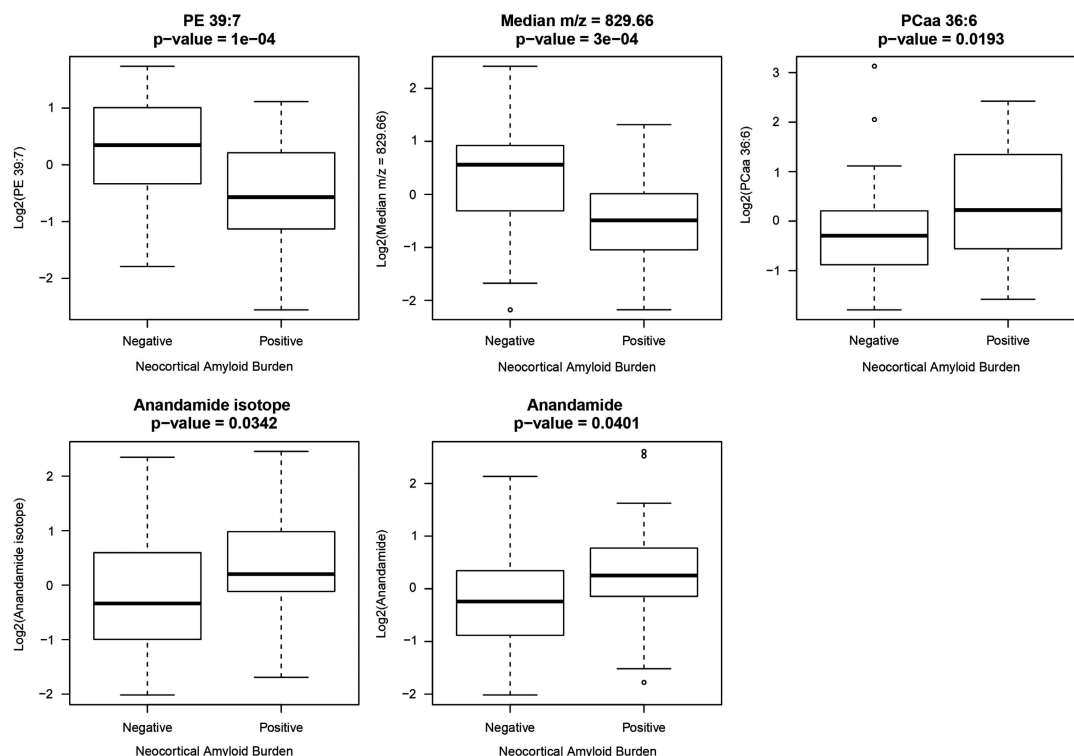 PE 39:7
p−value = 1e−04
Log2(PE 39:7)
1
0
−1
−2
Negative
Positive
Neocortical Amyloid Burden
Median m/z = 829.66
p−value = 3e−04
Log2(Median m/z = 829.66)
2
1
0
−1
−2
Negative
Positive
Neocortical Amyloid Burden
PCaa 36:6
p−value = 0.0193
Log2(PCaa 36:6)
3
2
1
0
−1
Negative
Positive
Neocortical Amyloid Burden
Anandamide isotope
p−value = 0.0342
Log2(Anandamide isotope)
2
1
0
−1
−2
Negative
Positive
Neocortical Amyloid Burden
Anandamide
p−value = 0.0401
Log2(Anandamide)
2
1
0
−1
−2
Negative
Positive
Neocortical Amyloid Burden